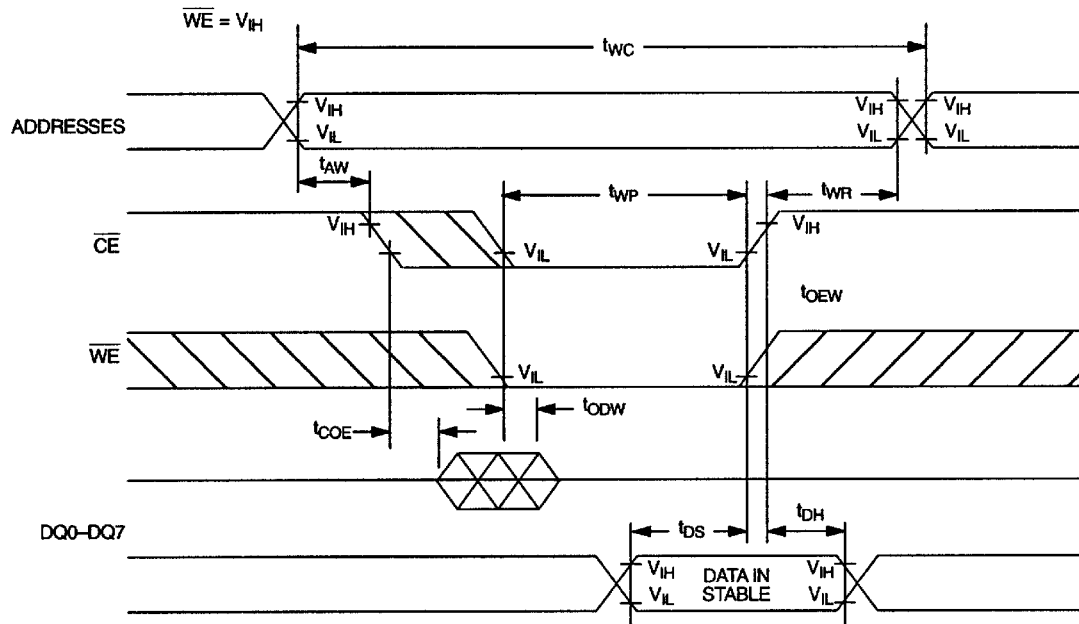 WE = VIH
tWC
ADDRESSES
VIH
VIH
VIH
VIL
VIL
VIL
tAW
tWP
tWR
CE
VIH
VIL
VIL
VIH
tOEW
WE
VIL
VIL
tCOE
tODW
DQ0–DQ7
tDS
tDH
VIH
DATA IN
STABLE
VIH
VIL
VIL